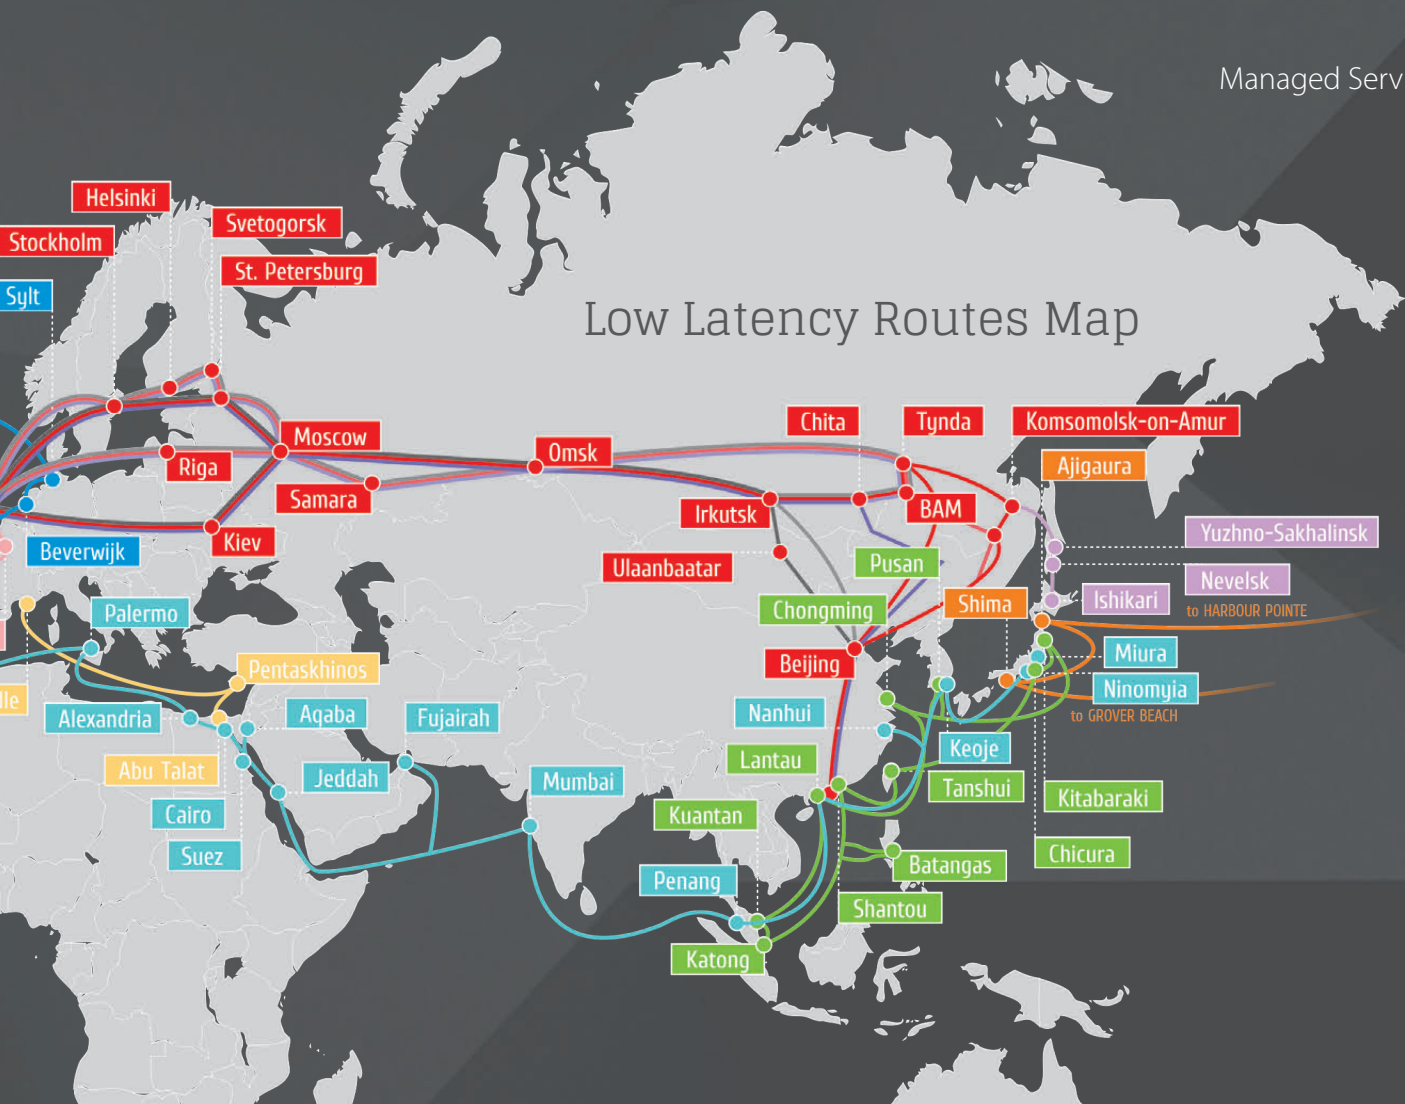 Managed Serv
Helsinki
Svetogorsk
Stockholm
St. Petersburg
Sylt
Low Latency Routes Map
Chita
Tynda
Komsomolsk-on-Amur
Moscow
Omsk
Ajigaura
Riga
Samara
BAM
Irkutsk
Kiev
Yuzhno-Sakhalinsk
Beverwijk
Pusan
Ulaanbaatar
Nevelsk
Ishikari
Shima
Chongming
to HARBOUR POINTE
Palermo
Miura
Beijing
Pentaskhinos
Ninomyia
lle
Alexandria
Aqaba
Fujairah
Nanhui
to GROVER BEACH
Keoje
Lantau
Abu Talat
Jeddah
Mumbai
Tanshui
Kitabaraki
Cairo
Kuantan
Suez
Chicura
Batangas
Penang
Shantou
Katong